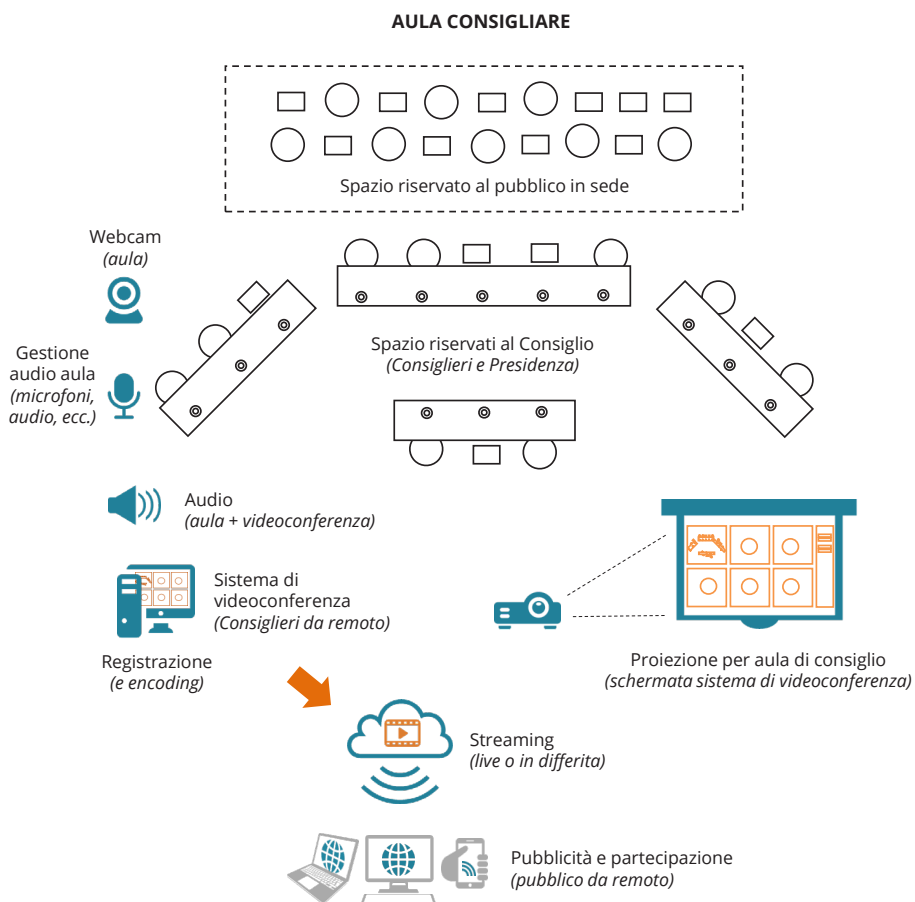 AULA CONSIGLIARE
Spazio riservato al pubblico in sede
Webcam
(aula)
Spazio riservati al Consiglio
(Consiglieri e Presidenza)
Gestione
audio aula
(microfoni,
audio, ecc.)
Audio
(aula + videoconferenza)
Sistema di
videoconferenza
(Consiglieri da remoto)
Registrazione
(e encoding)
Proiezione per aula di consiglio
(schermata sistema di videoconferenza)
Streaming
(live o in differita)
Pubblicità e partecipazione
(pubblico da remoto)